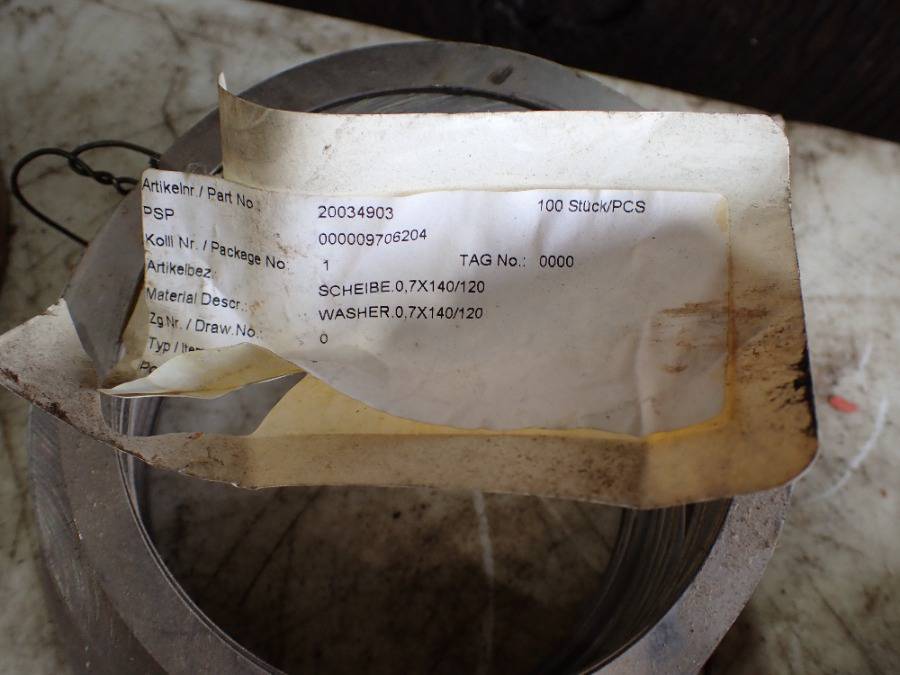 Artikelnr./ Part No.: 20034903 100 Stück/PCS
PSP 000009706204
Kolli Nr. / Package No: 1 TAG No.: 0000
Artikelbez: SCHEIBE.0,7X140/120
Material Descr.: WASHER.0,7X140/120
Zg Nr. / Draw.No. 0
Typ /